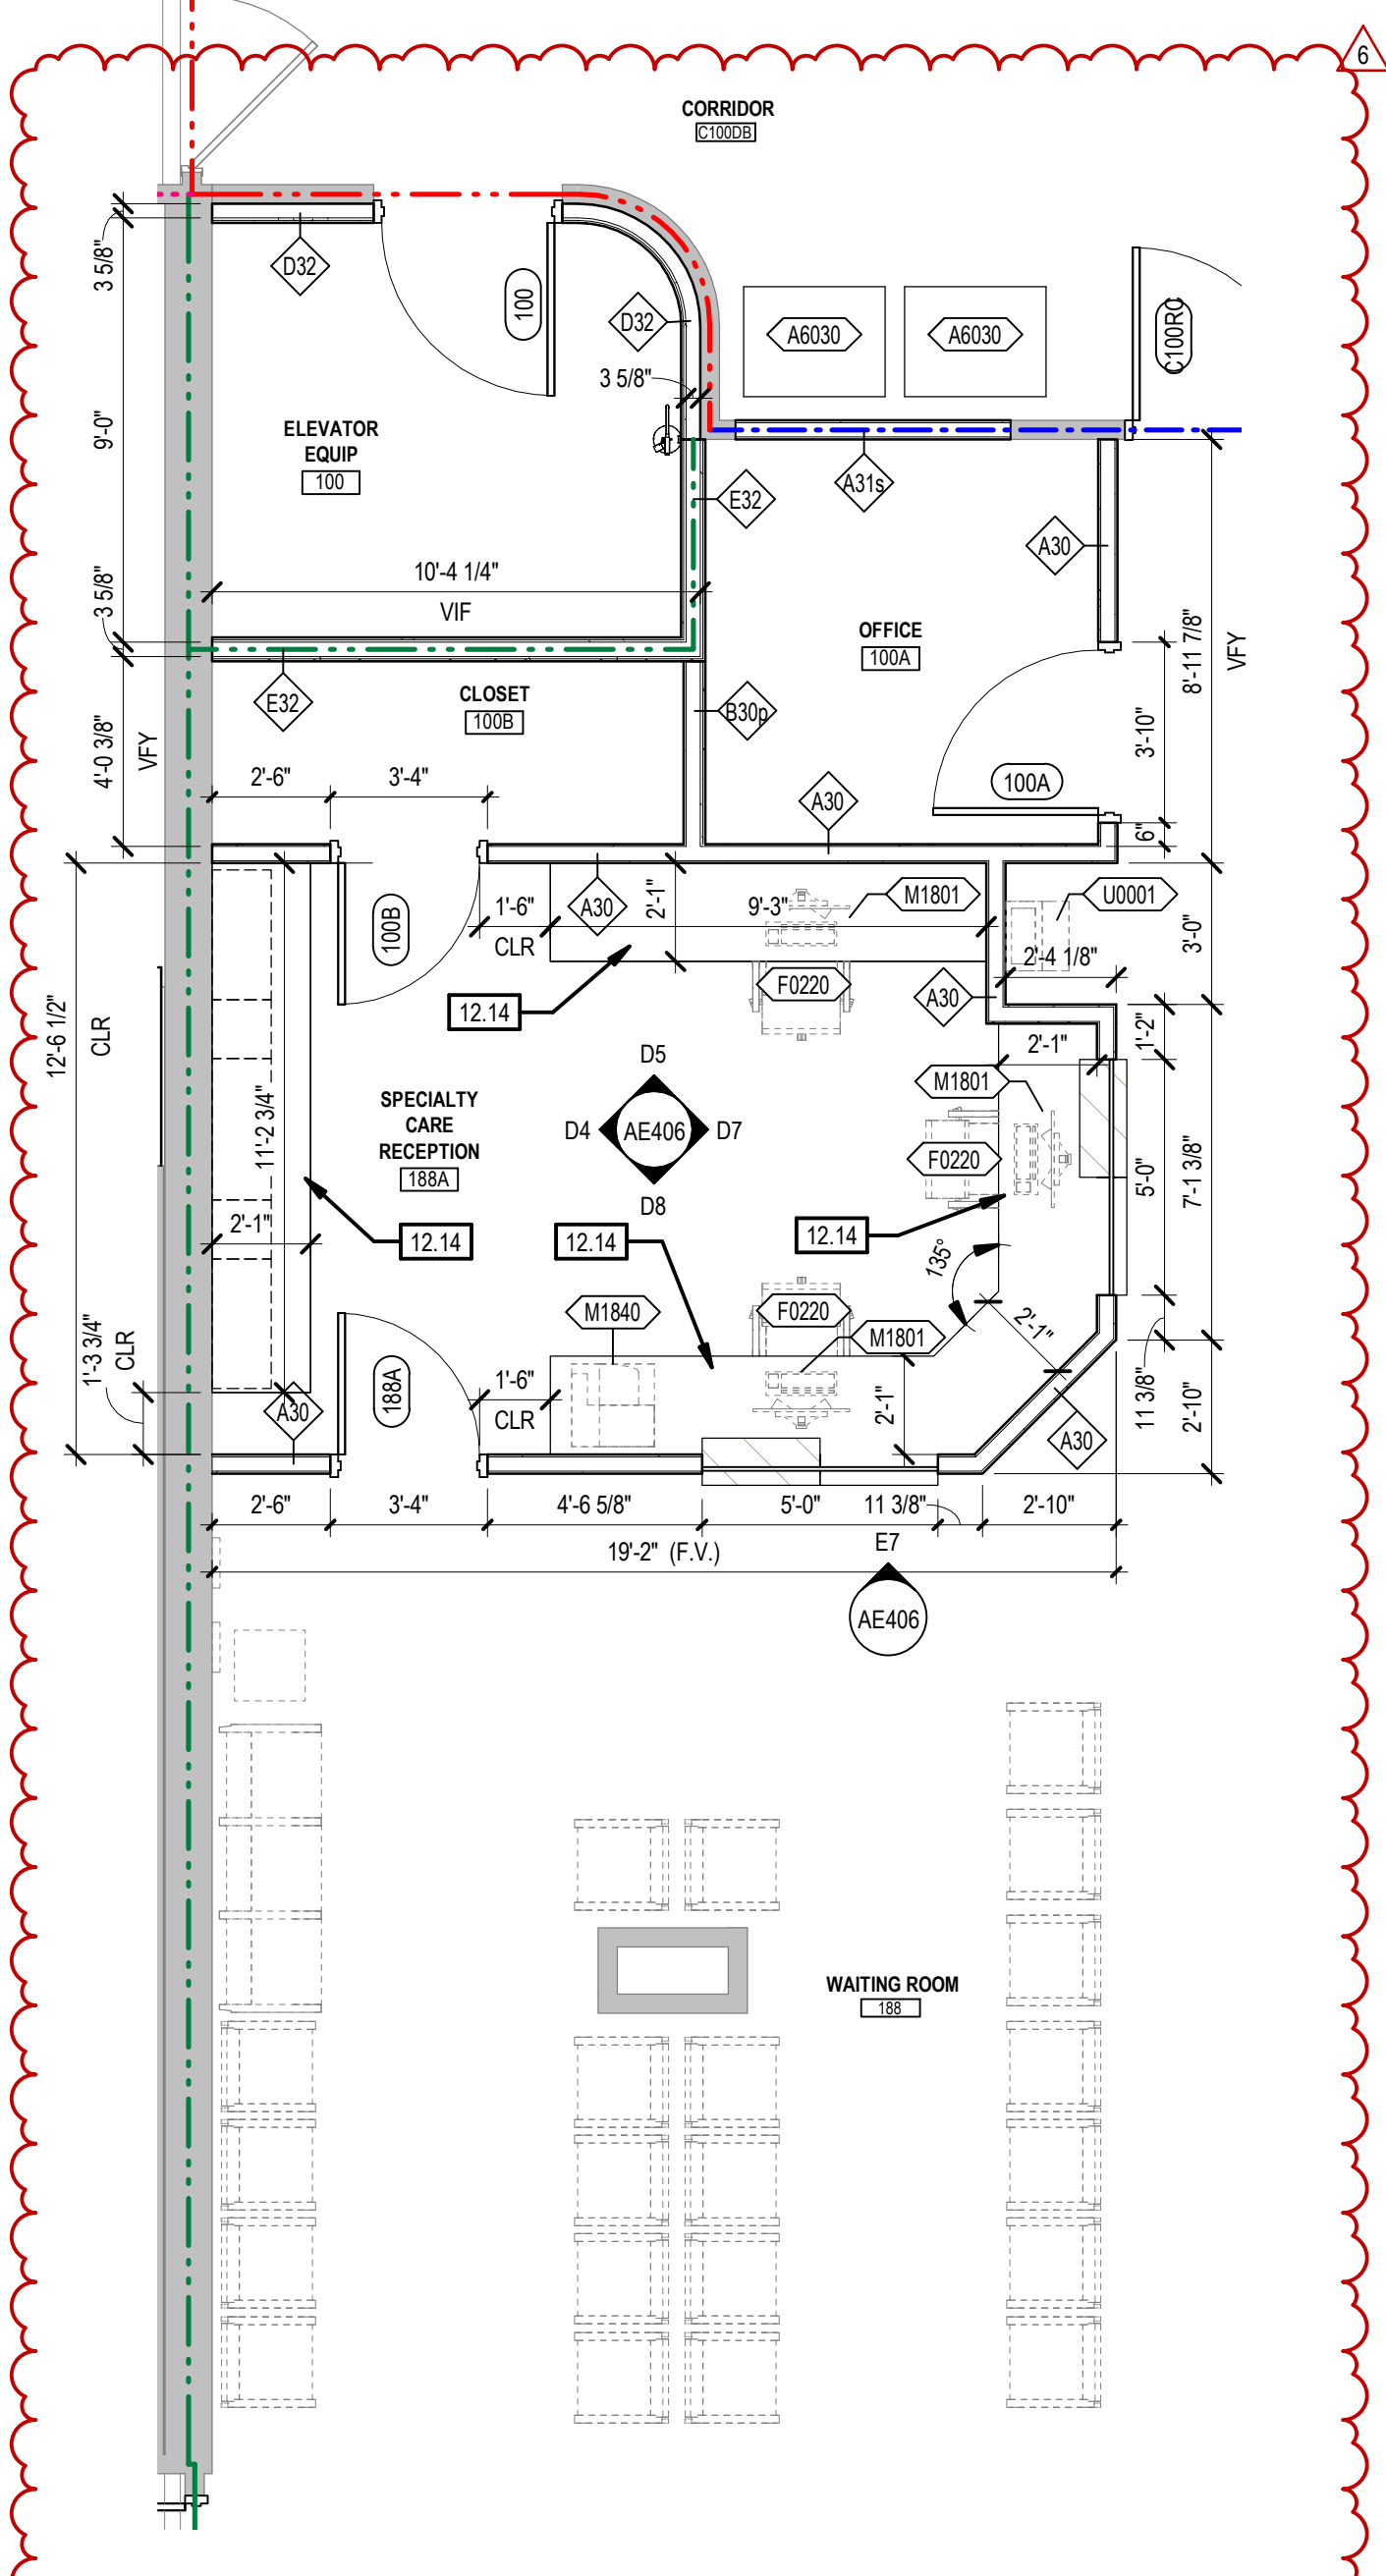 6
CORRIDOR
C100DB
3 5/8"
D32
100
D32
A6030
A6030
C100RC
3 5/8"
9'-0"
ELEVATOR
EQUIP
100
E32
A31s
A30
10'-4 1/4"
VIF
3 5/8"
OFFICE
100A
8'-11 7/8"
VFY
E32
CLOSET
100B
B30p
4'-0 3/8"
VFY
3'-10"
2'-6"
3'-4"
A30
100A
6"
A30
2'-1"
9'-3"
M1801
U0001
1'-6"
CLR
100B
3'-0"
2'-4 1/8"
F0220
A30
12.14
12'-6 1/2"
CLR
1'-2"
2'-1"
D5
M1801
SPECIALTY
CARE
RECEPTION
188A
D4
AE406
D7
D8
11'-2 3/4"
F0220
5'-0"
7'-1 3/8"
2'-1"
12.14
12.14
12.14
135°
M1840
F0220
M1801
2'-1"
1'-3 3/4"
CLR
188A
1'-6"
CLR
2'-1"
11 3/8"
2'-10"
A30
A30
2'-6"
3'-4"
4'-6 5/8"
5'-0"
11 3/8"
2'-10"
19'-2" (F.V.)
E7
AE406
WAITING ROOM
188